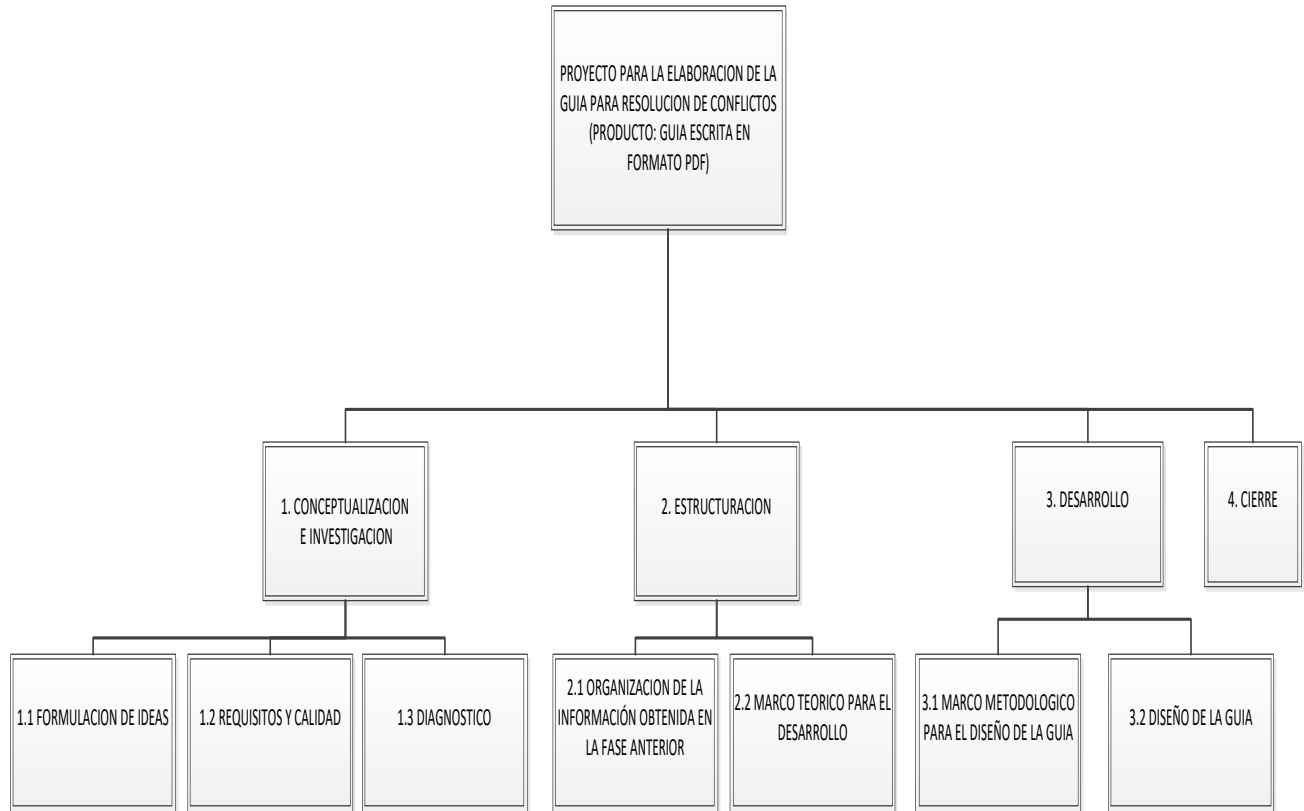 PROYECTO PARA LA ELABORACION DE LA
GUIA PARA RESOLUCION DE CONFLICTOS
(PRODUCTO: GUIA ESCRITA EN
FORMATO PDF)
1. CONCEPTUALIZACION
E INVESTIGACION
2. ESTRUCTURACION
3. DESARROLLO
4. CIERRE
1.1 FORMULACION DE IDEAS
1.2 REQUISITOS Y CALIDAD
1.3 DIAGNOSTICO
2.1 ORGANIZACION DE LA
INFORMACIÓN OBTENIDA EN
LA FASE ANTERIOR
2.2 MARCO TEORICO PARA EL
DESARROLLO
3.1 MARCO METODOLOGICO
PARA EL DISEÑO DE LA GUIA
3.2 DISEÑO DE LA GUIA